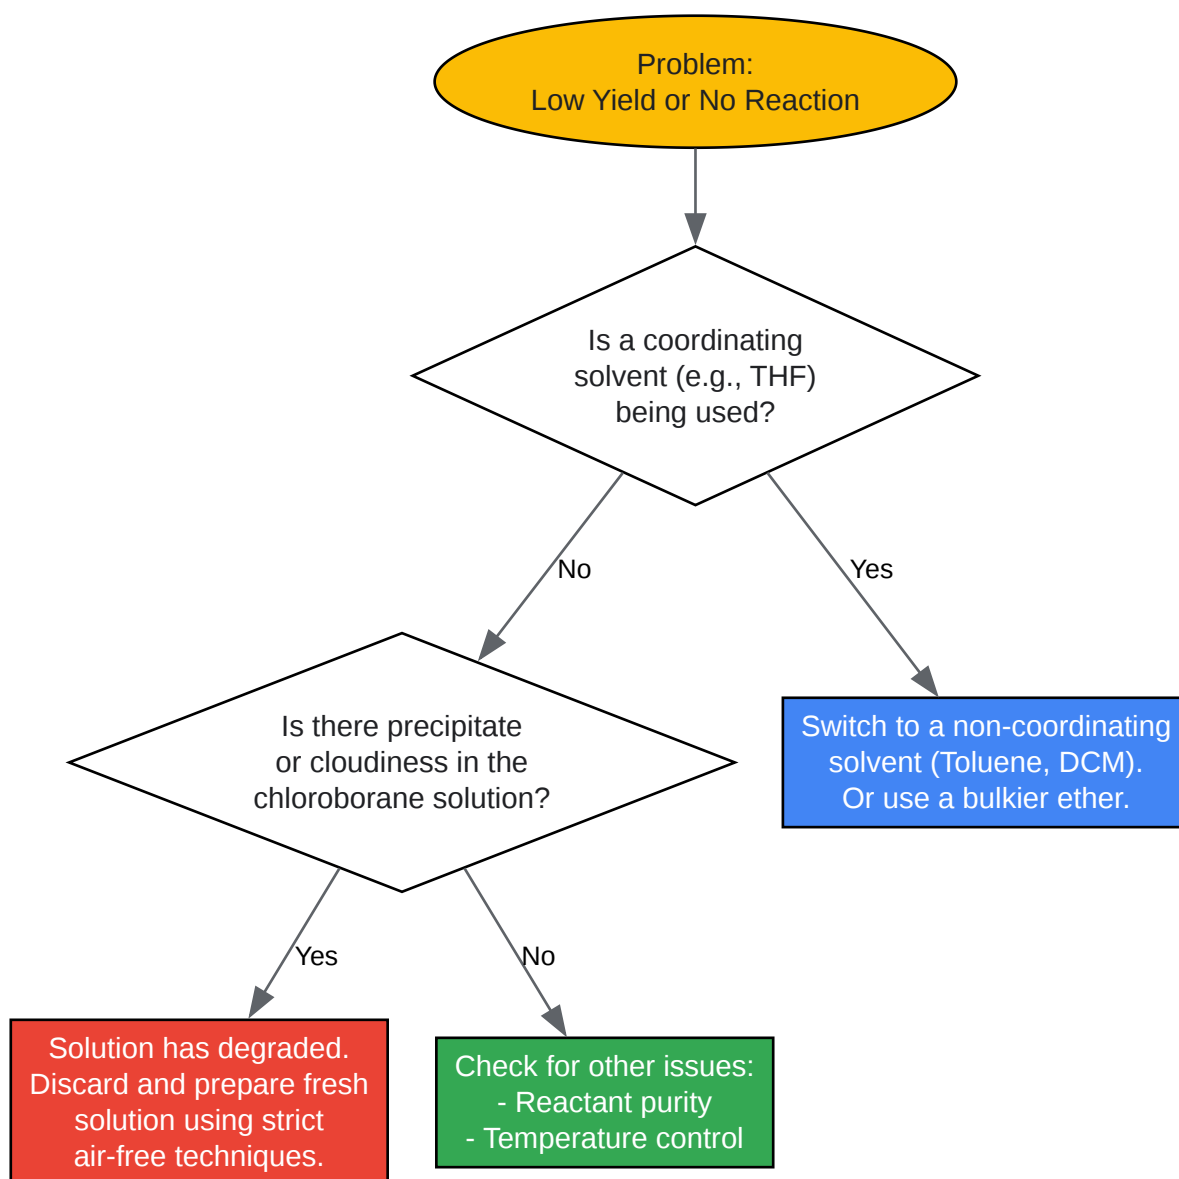 Problem:
Low Yield or No Reaction
Is a coordinating
solvent (e.g., THF)
being used?
No
Yes
Is there precipitate
or cloudiness in the
chloroborane solution?
Switch to a non-coordinating
solvent (Toluene, DCM).
Or use a bulkier ether.
Yes
No
Solution has degraded.
Discard and prepare fresh
solution using strict
air-free techniques.
Check for other issues:
- Reactant purity
- Temperature control